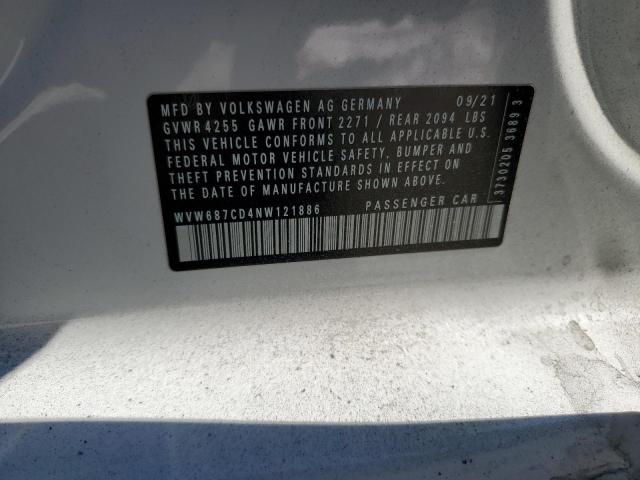 MFD BY VOLKSWAGEN AG GERMANY 09/21
GVWR 4255 GAWR FRONT 2271 / REAR 2094 LBS
THIS VEHICLE CONFORMS TO ALL APPLICABLE U.S.
FEDERAL MOTOR VEHICLE SAFETY, BUMPER AND
THEFT PREVENTION STANDARDS IN EFFECT ON
THE DATE OF MANUFACTURE SHOWN ABOVE.
WVW687CD4NW121886 PASSENGER CAR
3730205 3689 3